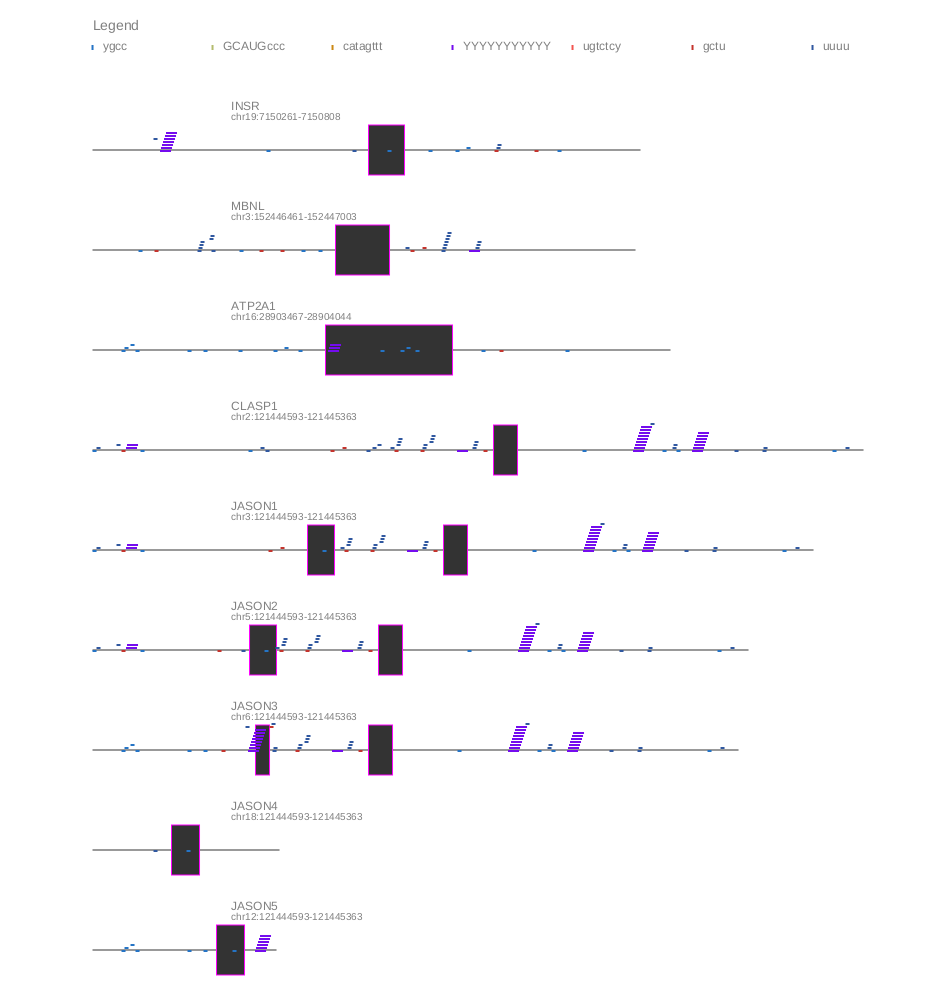 Legend
ygcc GCAUGccc catagttt YYYYYYYYYYY ugtctcy gctu uuuu
INSR
chr19:7150261-7150808
MBNL
chr3:152446461-152447003
ATP2A1
chr16:28903467-28904044
CLASP1
chr2:121444593-121445363
JASON1
chr3:121444593-121445363
JASON2
chr5:121444593-121445363
JASON3
chr6:121444593-121445363
JASON4
chr18:121444593-121445363
JASON5
chr12:121444593-121445363